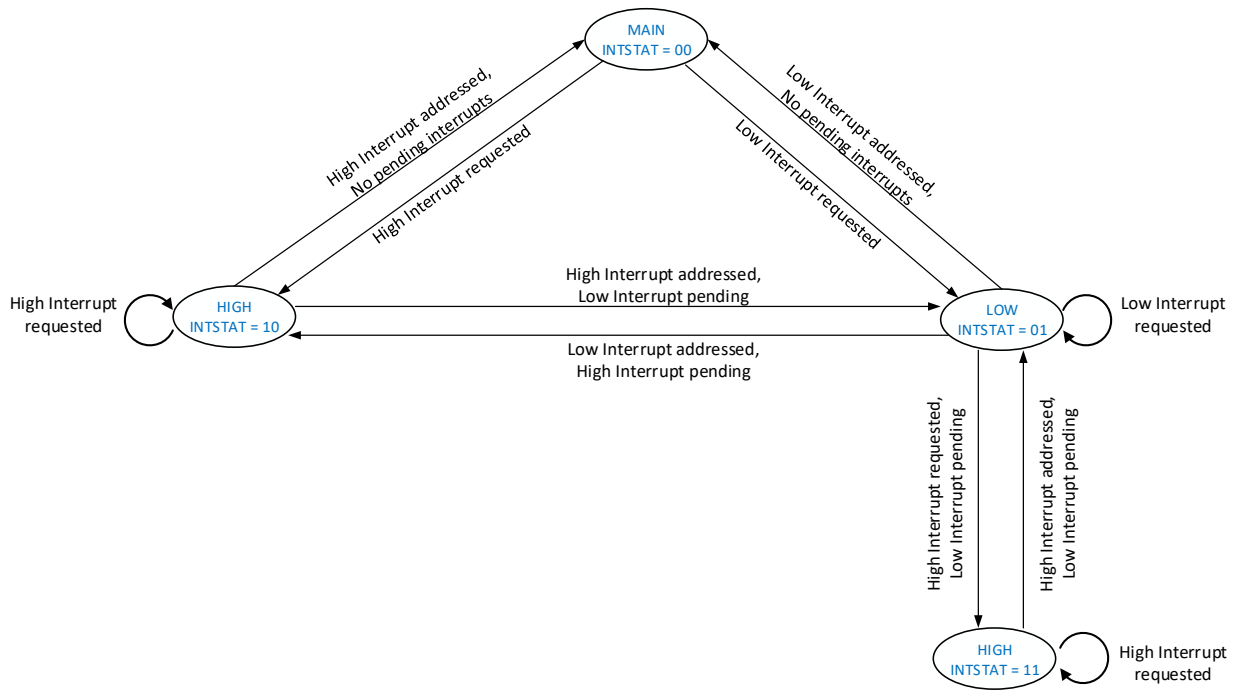 MAIN
INTSTAT = 00
High Interrupt addressed,
No pending interrupts
High Interrupt requested
Low Interrupt requested
Low Interrupt addressed,
No pending interrupts
High Interrupt
requested
HIGH
INTSTAT = 10
High Interrupt addressed,
Low Interrupt pending
Low Interrupt addressed,
High Interrupt pending
LOW
INTSTAT = 01
Low Interrupt
requested
High Interrupt requested,
Low Interrupt pending
High Interrupt addressed,
Low Interrupt pending
HIGH
INTSTAT = 11
High Interrupt
requested